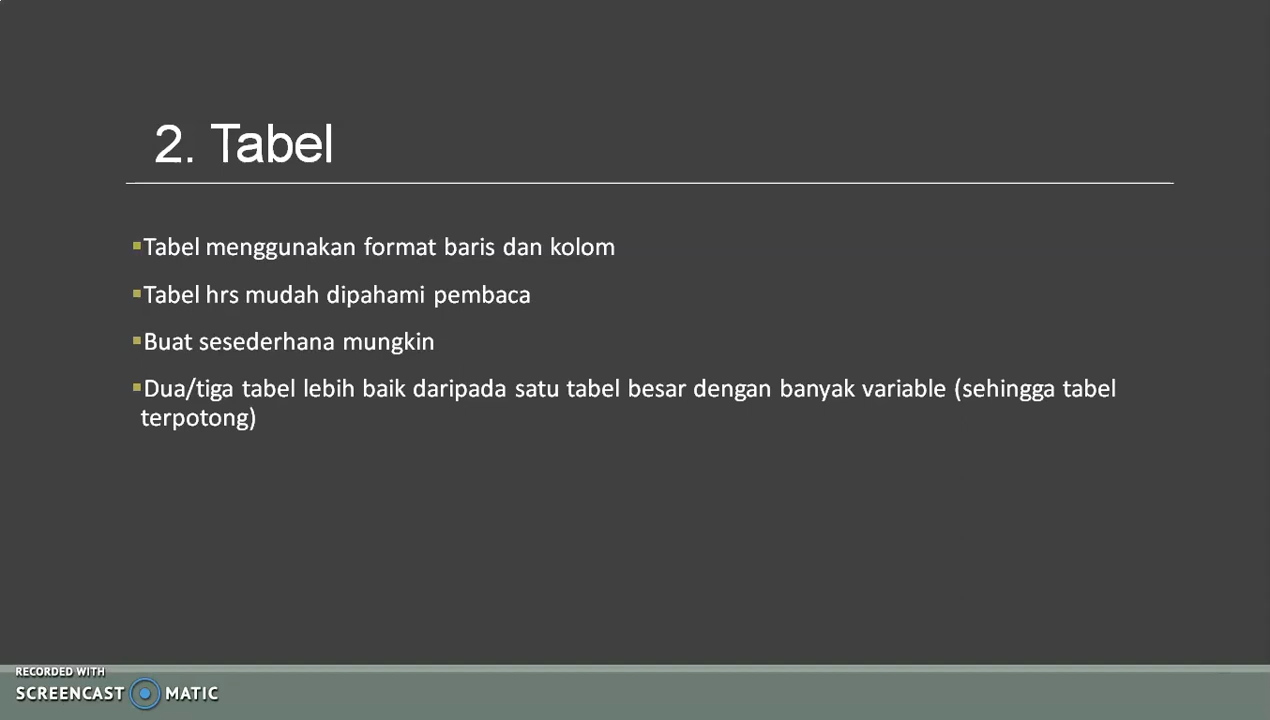 2. Tabel
▪Tabel menggunakan format baris dan kolom
▪Tabel hrs mudah dipahami pembaca
▪Buat sesederhana mungkin
▪Dua/tiga tabel lebih baik daripada satu tabel besar dengan banyak variable (sehingga tabel
terpotong)
RECORDED WITH
SCREENCAST MATIC